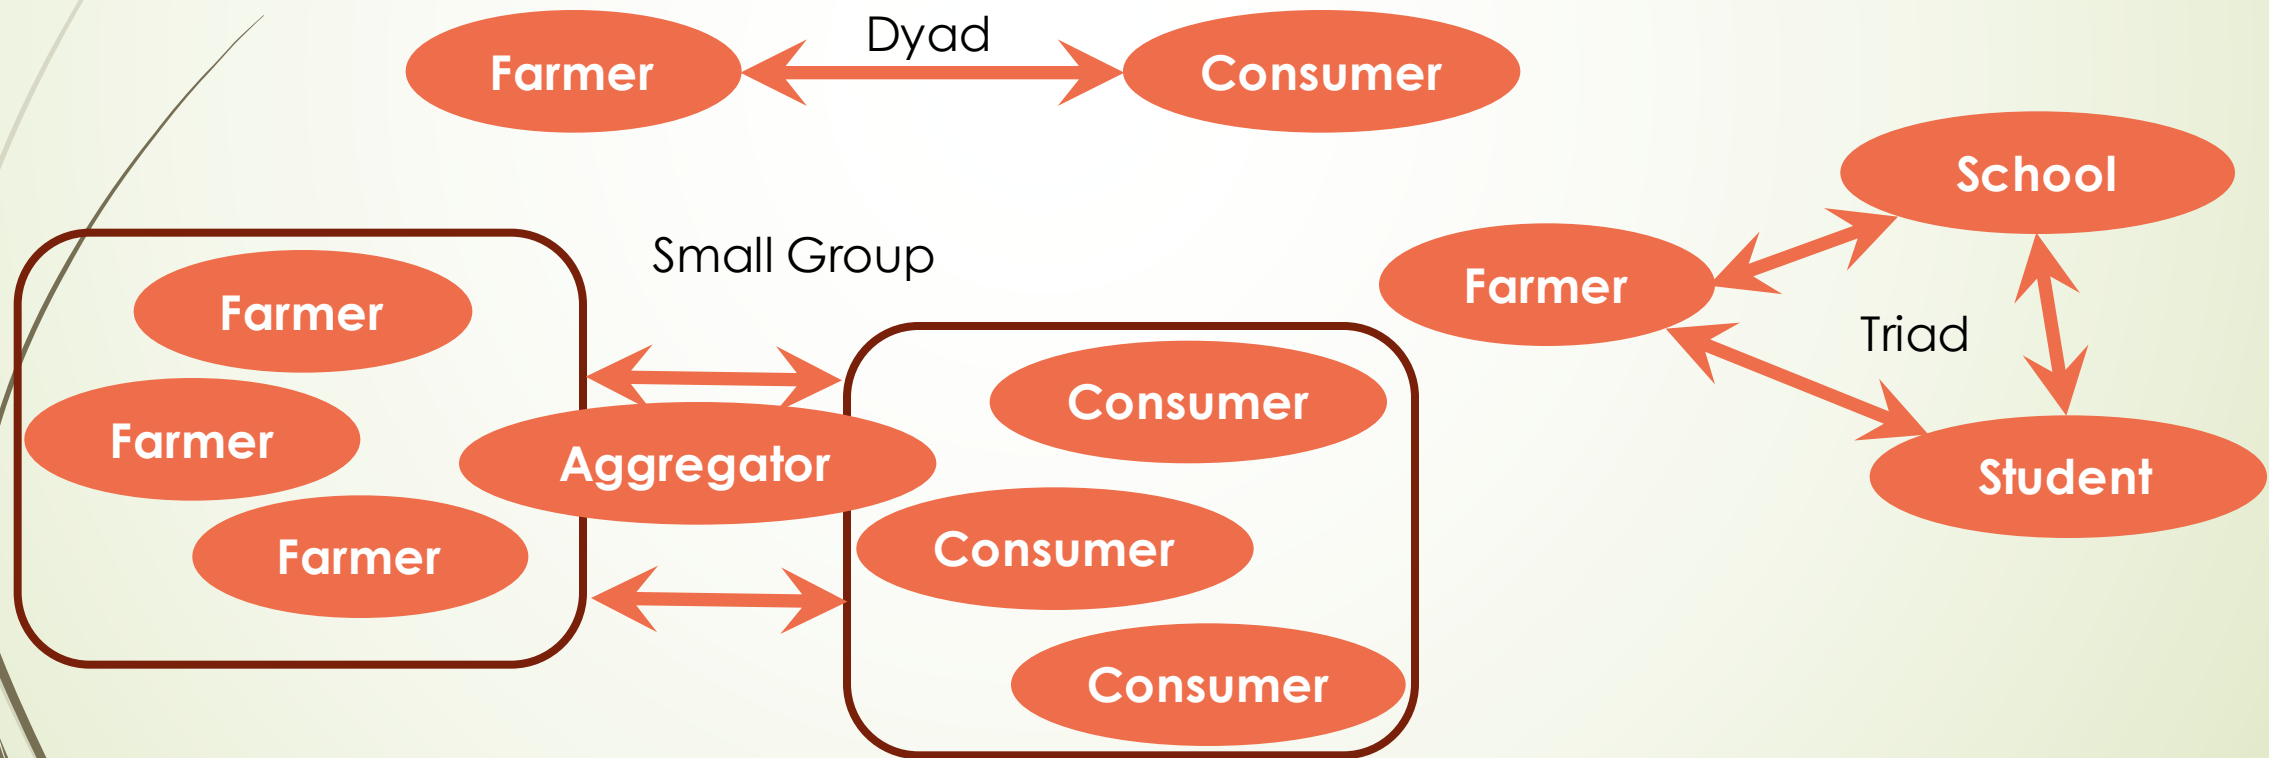 Dyad
Farmer
Consumer
School
Farmer
Triad
Student
Small Group
Farmer
Farmer
Farmer
Aggregator
Consumer
Consumer
Consumer